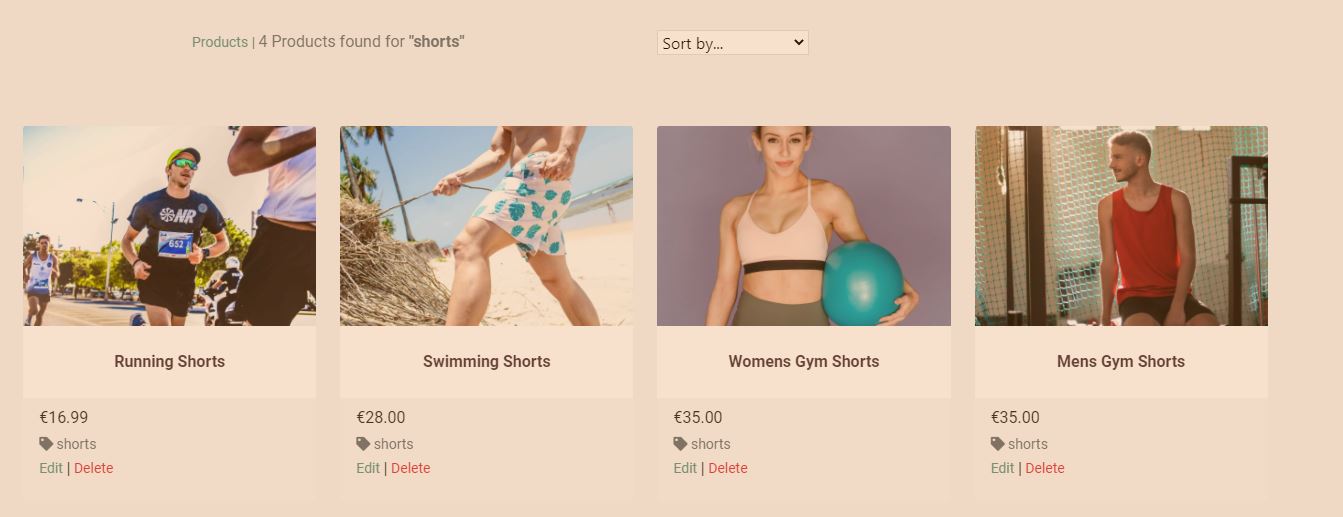 Products | 4 Products found for "shorts"
Sort by...
NR
652
Running Shorts
Swimming Shorts
Womens Gym Shorts
Mens Gym Shorts
€16.99
€28.00
€35.00
€35.00
shorts
shorts
shorts
shorts
Edit | Delete
Edit | Delete
Edit | Delete
Edit | Delete